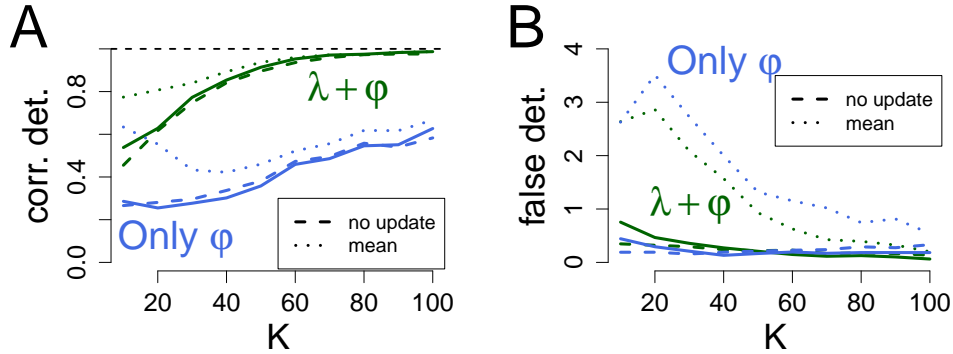 A
corr. det.
0.0
0.4
0.8
λ + φ
Only φ
no update
mean
20 40 60 80 100
K
B
false det.
0
1
2
3
4
Only φ
no update
mean
λ + φ
20 40 60 80 100
K